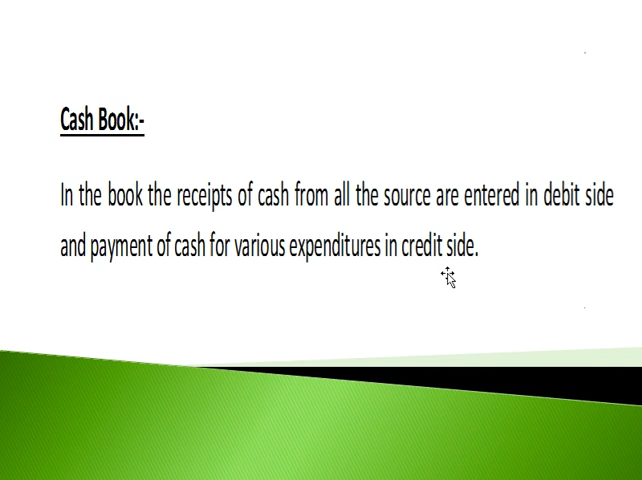 Cash Book:-
In the book the receipts of cash from all the source are entered in debit side
and payment of cash for various expenditures in credit side.